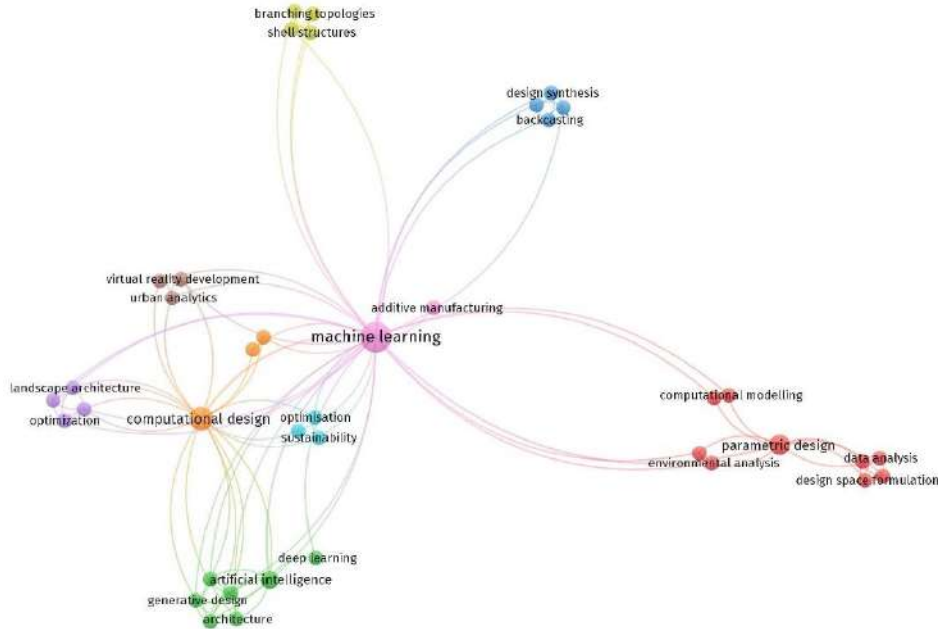 branching topologies
shell structures
design synthesis
backcasting
virtual reality development
urban analytics
additive manufacturing
machine learning
landscape architecture
optimization
computational design
optimisation
sustainability
computational modelling
parametric design
environmental analysis
data analysis
design space formulation
deep learning
artificial intelligence
generative design
architecture